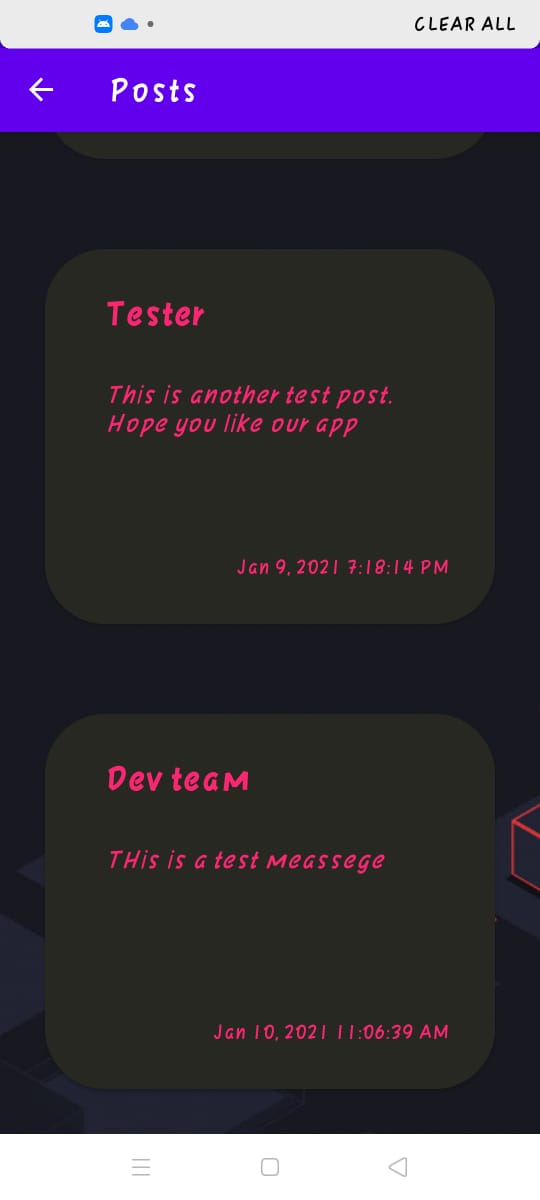 CLEAR ALL
Posts
Tester
This is another test post.
Hope you like our app
Jan 9, 2021 7:18:14 PM
Dev teaM
THis is a test Meassege
Jan 10, 2021 11:06:39 AM